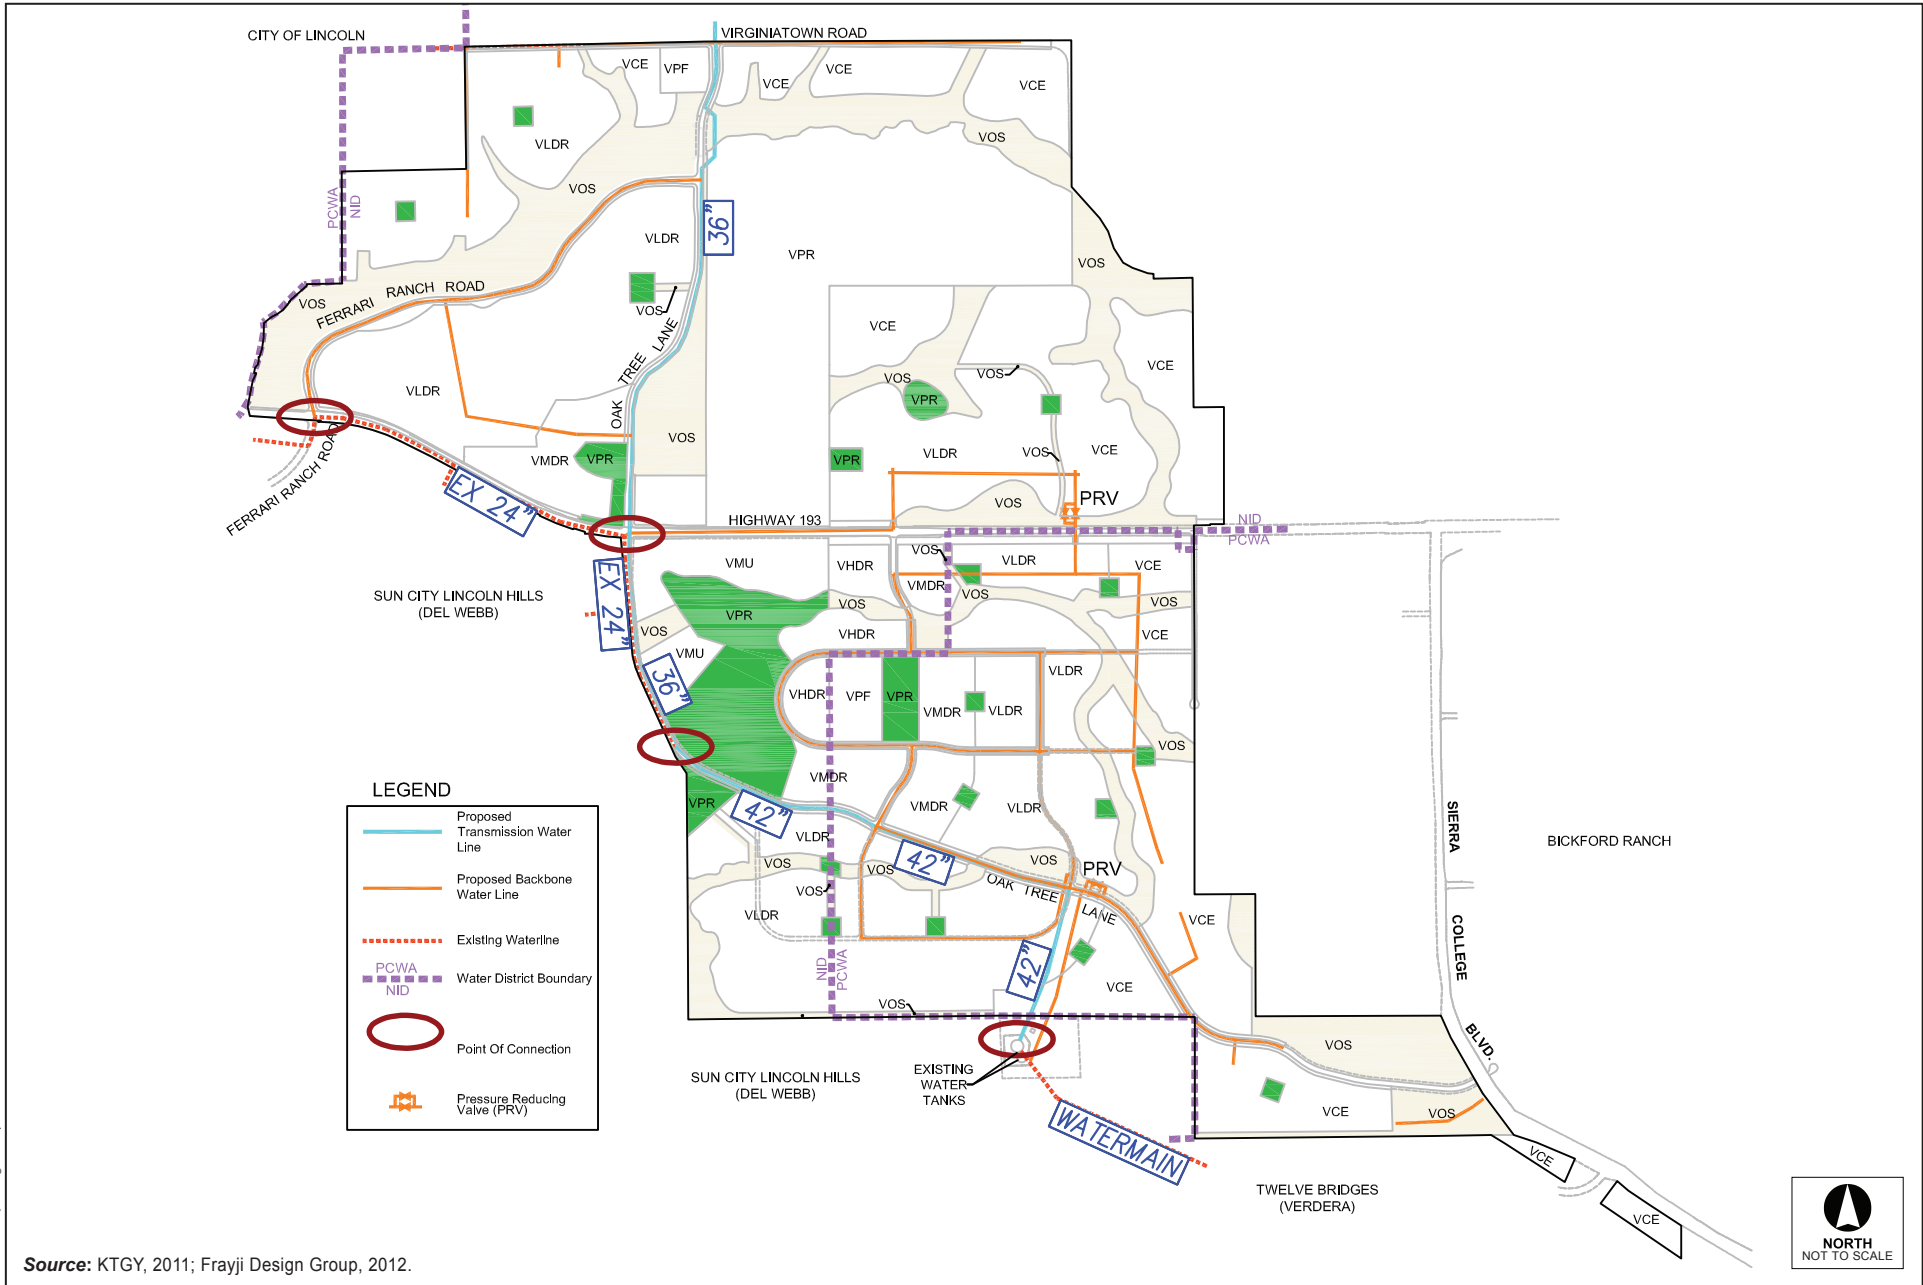 CITY OF LINCOLN
VIRGINIATOWN ROAD
VCE
VPF
VCE
VCE
VCE
VLDR
VOS
VOS
PCWA
NID
VLDR
36”
VPR
VOS
VOS
FERRARI RANCH ROAD
VOS
OAK TREE LANE
VCE
VCE
VLDR
VOS
VOS
VPR
VOS
VMDR
VPR
VPR
VLDR
VOS
VCE
FERRARI RANCH ROAD
EX 24”
VOS
PRV
HIGHWAY 193
NID
PCWA
EX 24”
VMU
VHDR
VOS
VLDR
VCE
VMDR
VOS
VOS
SUN CITY LINCOLN HILLS
(DEL WEBB)
VPR
VOS
VOS
VHDR
VCE
VMU
36”
VLDR
VHDR
VPF
VPR
VMDR
VLDR
VOS
VMDR
VPR
42”
VMDR
VLDR
VLDR
42”
VOS
VOS
VOS
PRV
VOS
OAK TREE LANE
VLDR
VCE
NID
PCWA
42”
VCE
VOS
SIERRA COLLEGE BLVD.
BICKFORD RANCH
VOS
EXISTING
WATER
TANKS
SUN CITY LINCOLN HILLS
(DEL WEBB)
WATERMAIN
VCE
VOS
VCE
VCE
TWELVE BRIDGES
(VERDERA)
LEGEND
Proposed
Transmission Water
Line
Proposed Backbone
Water Line
Existing Waterline
PCWA
NID
Water District Boundary
Point Of Connection
Pressure Reducing
Valve (PRV)
NORTH
NOT TO SCALE
Source: KTGY, 2011; Frayji Design Group, 2012.